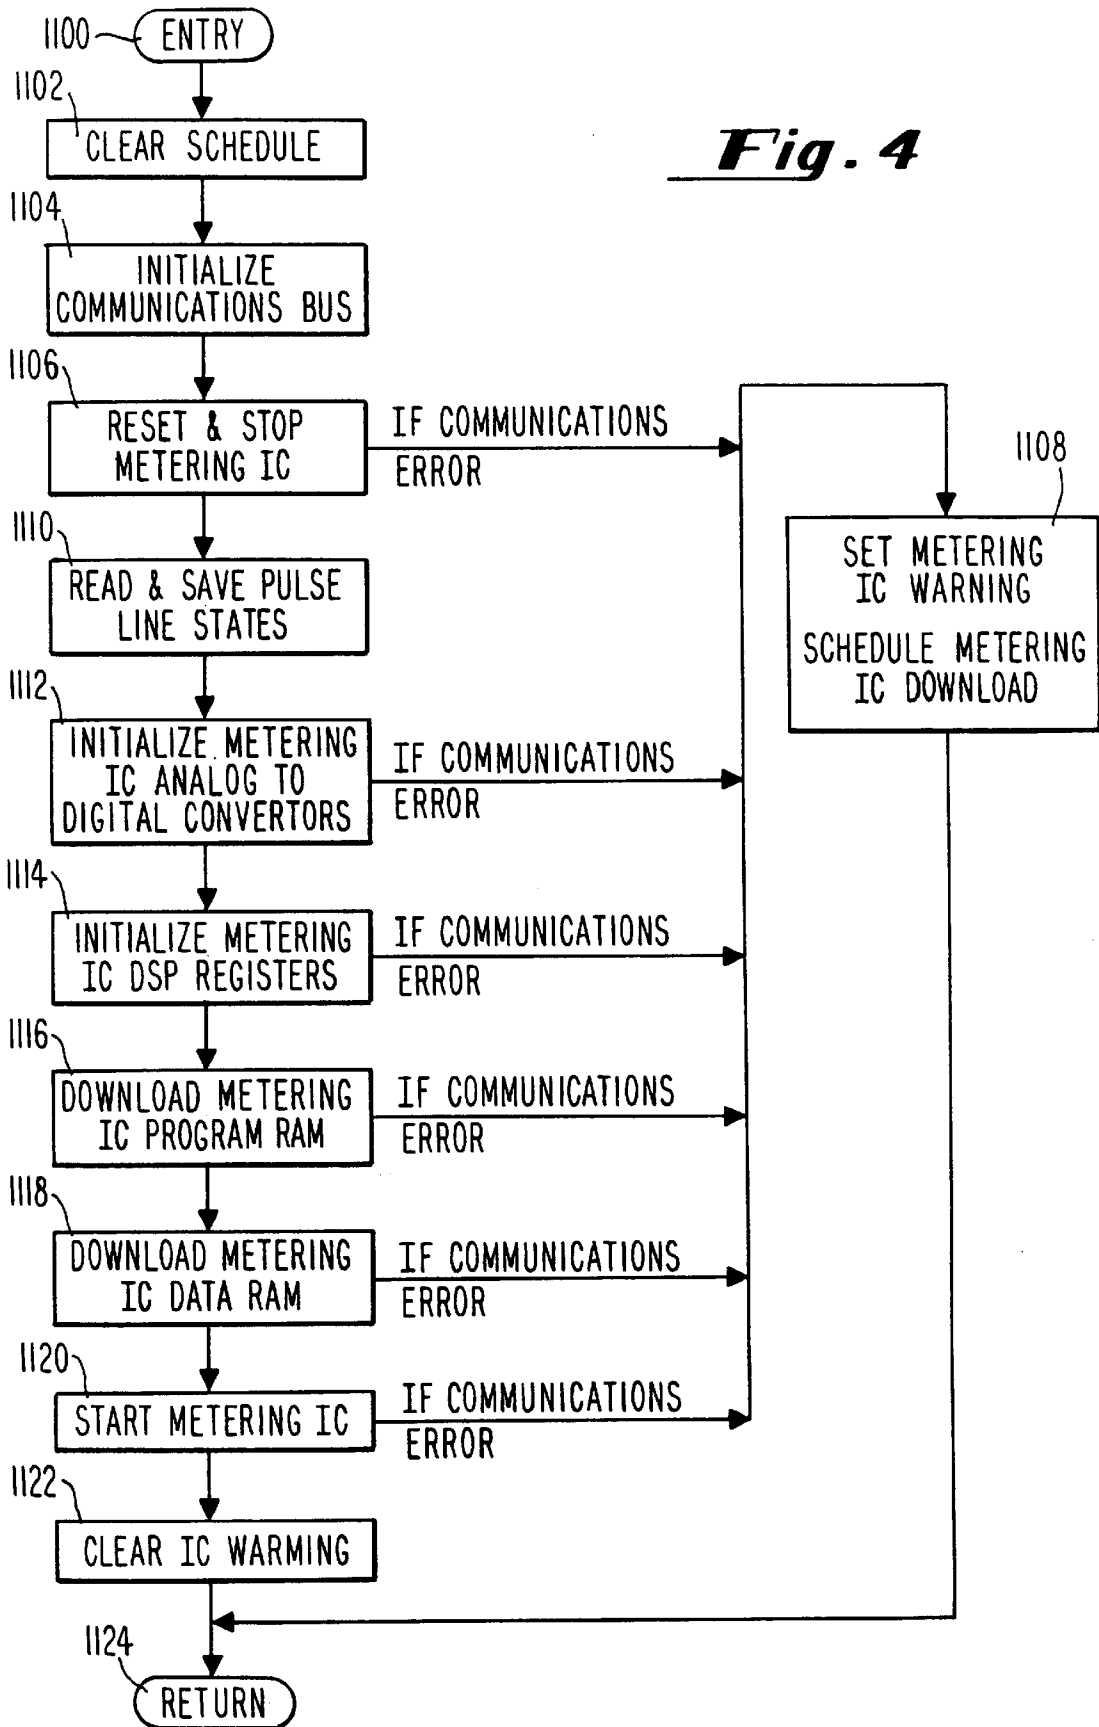 1100
ENTRY
1102
CLEAR SCHEDULE
Fig. 4
1104
INITIALIZE
COMMUNICATIONS BUS
1106
RESET & STOP
METERING IC
IF COMMUNICATIONS
ERROR
1108
SET METERING
IC WARNING
SCHEDULE METERING
IC DOWNLOAD
1110
READ & SAVE PULSE
LINE STATES
1112
INITIALIZE METERING
IC ANALOG TO
DIGITAL CONVERTORS
IF COMMUNICATIONS
ERROR
1114
INITIALIZE METERING
IC DSP REGISTERS
IF COMMUNICATIONS
ERROR
1116
DOWNLOAD METERING
IC PROGRAM RAM
IF COMMUNICATIONS
ERROR
1118
DOWNLOAD METERING
IC DATA RAM
IF COMMUNICATIONS
ERROR
1120
START METERING IC
IF COMMUNICATIONS
ERROR
1122
CLEAR IC WARMING
1124
RETURN